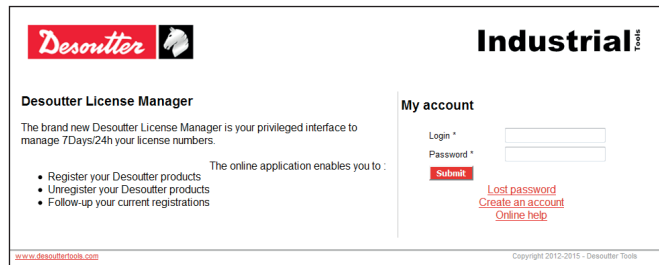 Desoutter
Industrial Tools
Desoutter License Manager
The brand new Desoutter License Manager is your privileged interface to
manage 7Days/24h your license numbers.
The online application enables you to :
• Register your Desoutter products
• Unregister your Desoutter products
• Follow-up your current registrations
My account
Login *
Password *
Submit
Lost password
Create an account
Online help
www.desouttertools.com
Copyright 2012-2015 - Desoutter Tools